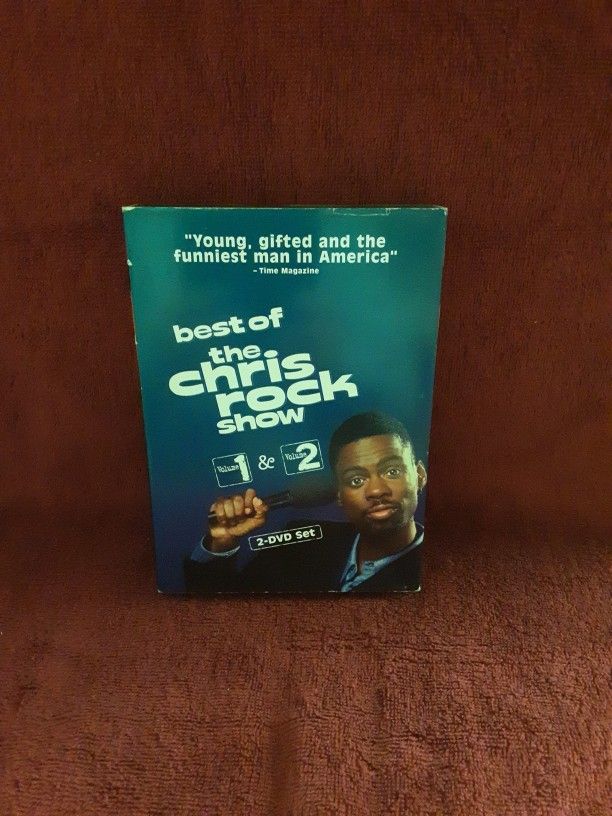 "Young, gifted and the
funniest man in America"
– Time Magazine
best of
the
chris
rock
show
Volume 1 & Volume 2
2-DVD Set